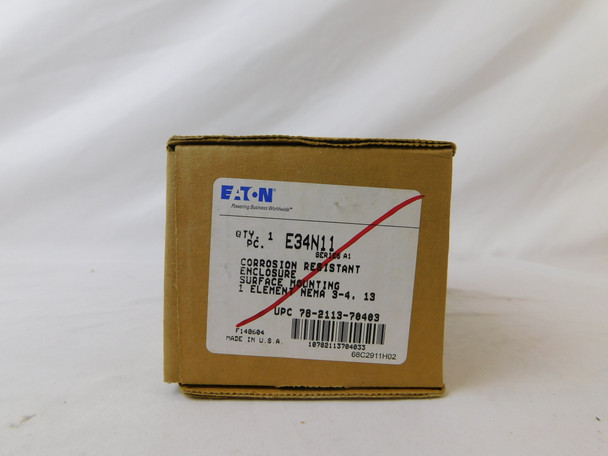 EATON
Powering Business Worldwide™
QTY. 1
PC.
E34N11
SERIES A1
CORROSION RESISTANT
ENCLOSURE
SURFACE MOUNTING
1 ELEMENT NEMA 3-4, 13
UPC 78-2113-70403
F140604
MADE IN U.S.A.
10782113704033
68C2911H02